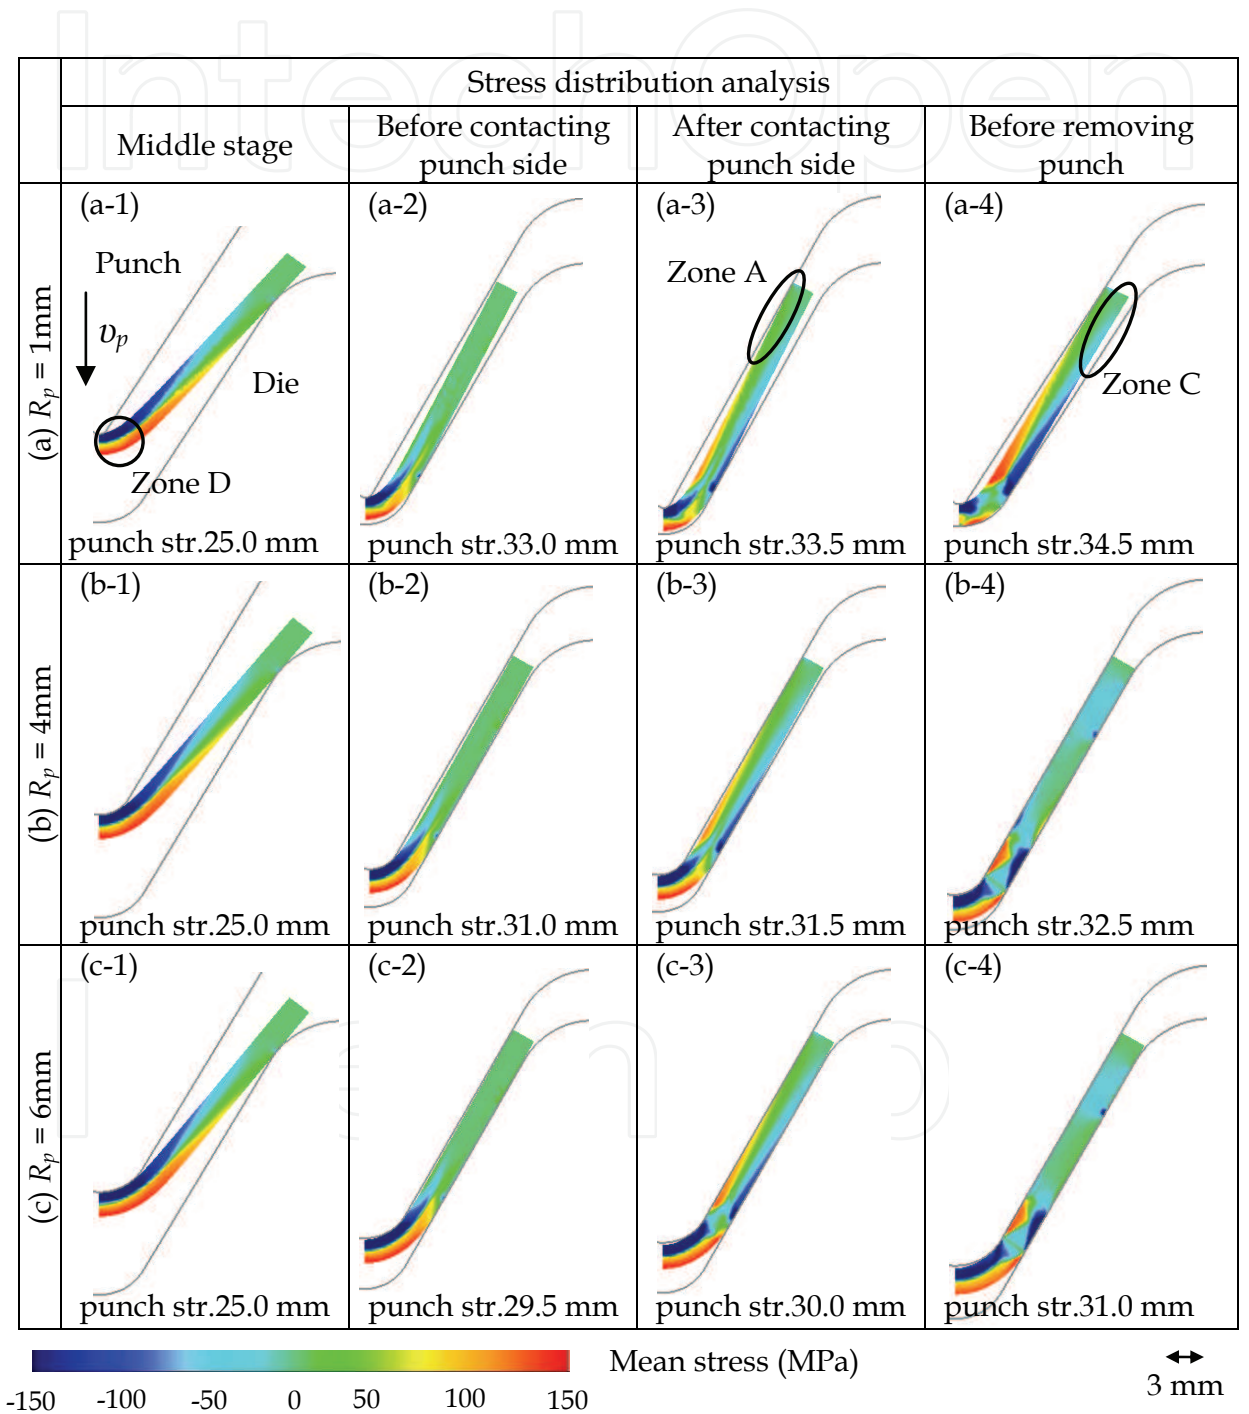 IntechOpen
Stress distribution analysis
Middle stage
Before contacting
punch side
After contacting
punch side
Before removing
punch
(a) Rp = 1mm
(a-1)
Punch
υp
Die
Zone D
punch str.25.0 mm
(a-2)
punch str.33.0 mm
(a-3)
Zone A
punch str.33.5 mm
(a-4)
Zone C
punch str.34.5 mm
(b) Rp = 4mm
(b-1)
punch str.25.0 mm
(b-2)
punch str.31.0 mm
(b-3)
punch str.31.5 mm
(b-4)
punch str.32.5 mm
(c) Rp = 6mm
(c-1)
punch str.25.0 mm
(c-2)
punch str.29.5 mm
(c-3)
punch str.30.0 mm
(c-4)
punch str.31.0 mm
Mean stress (MPa)
-150 -100 -50 0 50 100 150
3 mm